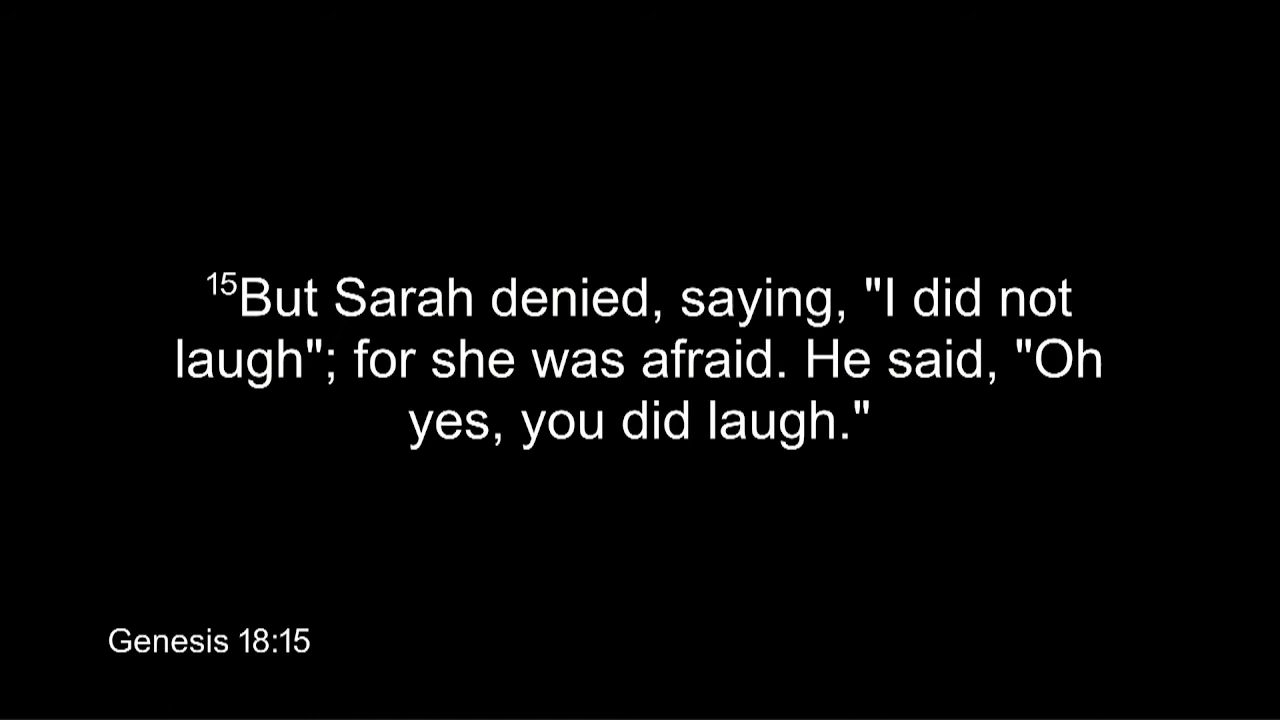 15But Sarah denied, saying, "I did not
laugh"; for she was afraid. He said, "Oh
yes, you did laugh."
Genesis 18:15